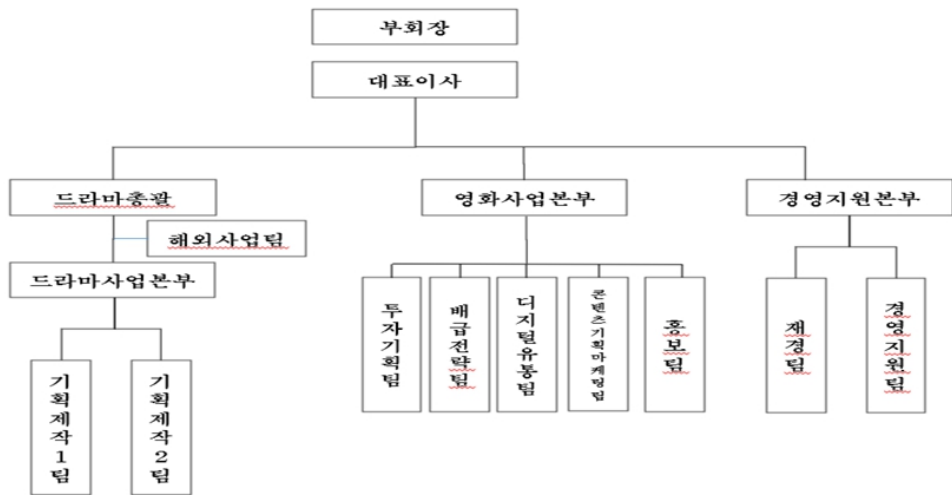 부회장
대표이사
드라마총괄
영화사업본부
경영지원본부
해외사업팀
드라마사업본부
투자기획팀
배급전략팀
디지털유통팀
콘텐츠기획마케팅팀
홍보팀
재경팀
경영지원팀
기획제작1팀
기획제작2팀